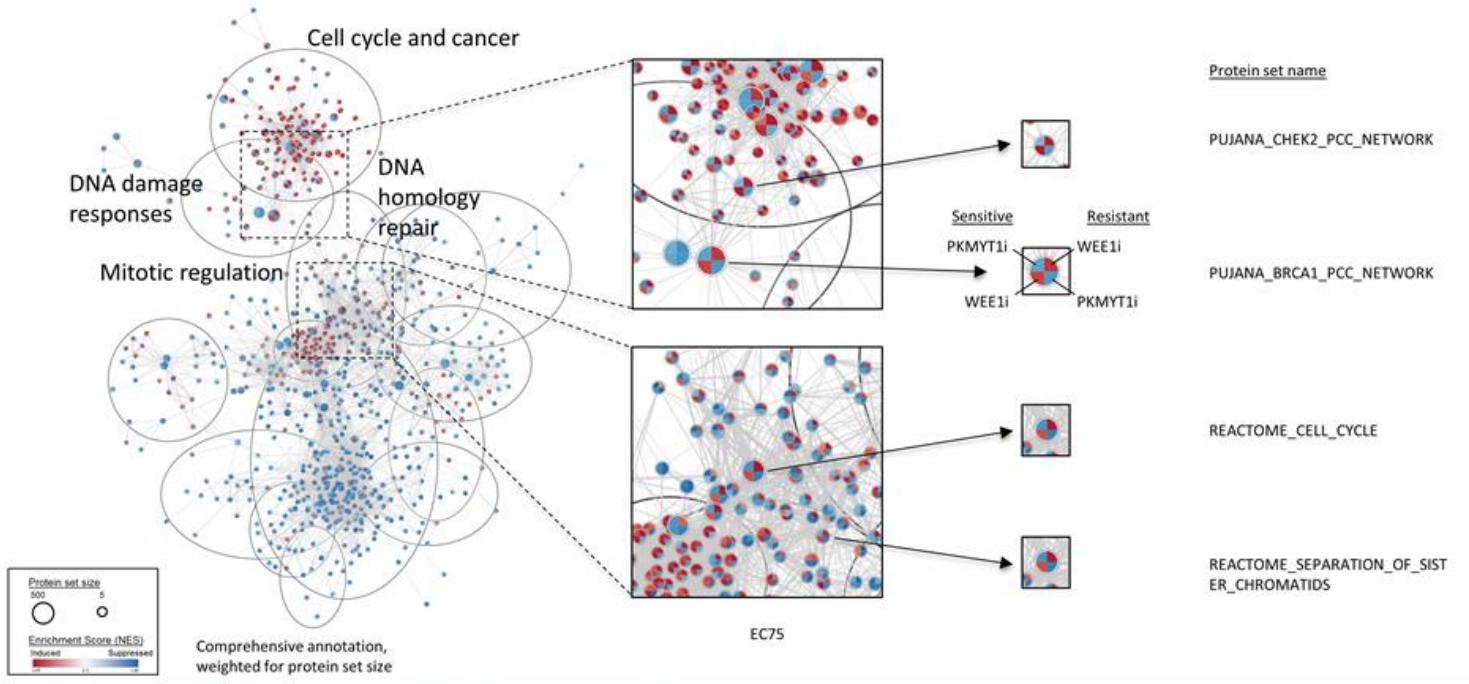 Cell cycle and cancer
DNA damage
responses
DNA
homology
repair
Mitotic regulation
Protein set name
PUJANA_CHEK2_PCC_NETWORK
Sensitive
Resistant
PKMYT1i
WEE1i
WEE1i
PKMYT1i
PUJANA_BRCA1_PCC_NETWORK
REACTOME_CELL_CYCLE
REACTOME_SEPARATION_OF_SIST
ER_CHROMATIDS
EC75
Protein set size
500
5
Enrichment Score (NES)
Induced
Suppressed
Comprehensive annotation,
weighted for protein set size